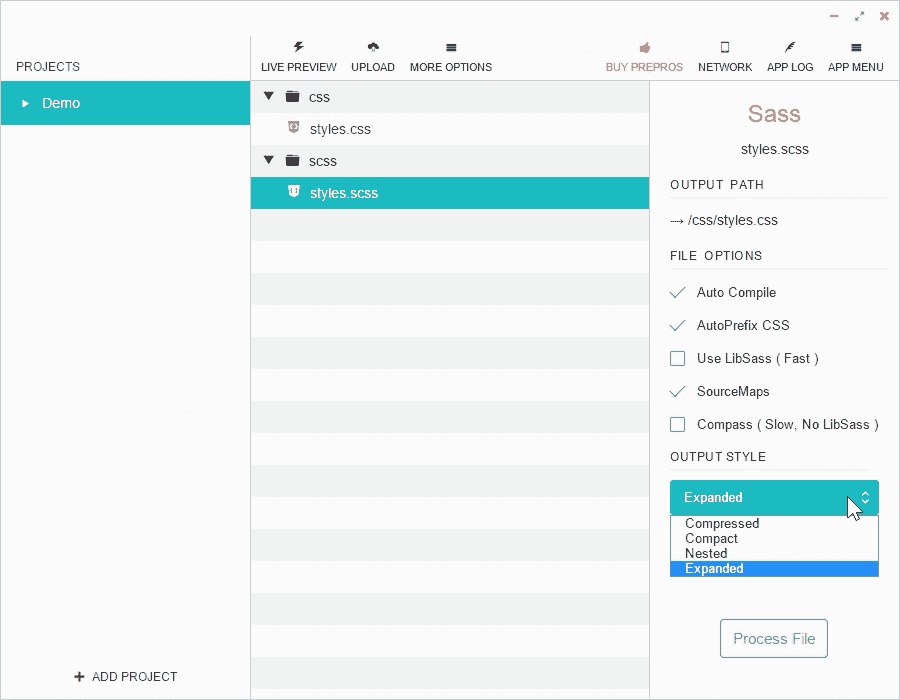 PROJECTS
LIVE PREVIEW UPLOAD MORE OPTIONS BUY PREPROS NETWORK APP LOG APP MENU
Demo
css
styles.css
scss
styles.scss
Sass
styles.scss
OUTPUT PATH
→ /css/styles.css
FILE OPTIONS
Auto Compile
AutoPrefix CSS
Use LibSass ( Fast )
SourceMaps
Compass ( Slow, No LibSass )
OUTPUT STYLE
Expanded
Compressed
Compact
Nested
Expanded
Process File
ADD PROJECT